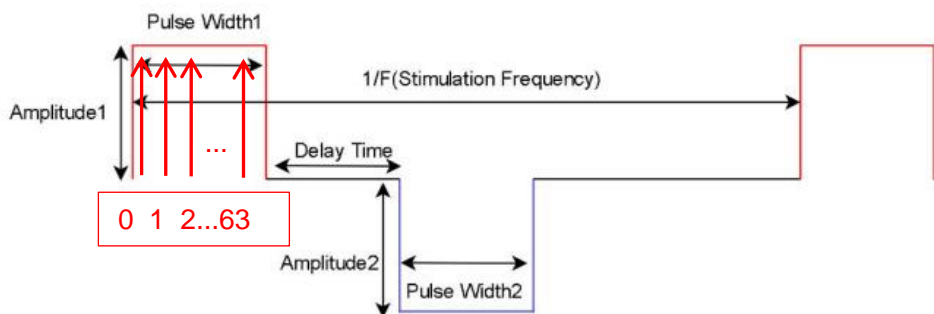 Pulse Width1
1/F(Stimulation Frequency)
Amplitude1
...
Delay Time
0 1 2...63
Amplitude2
Pulse Width2